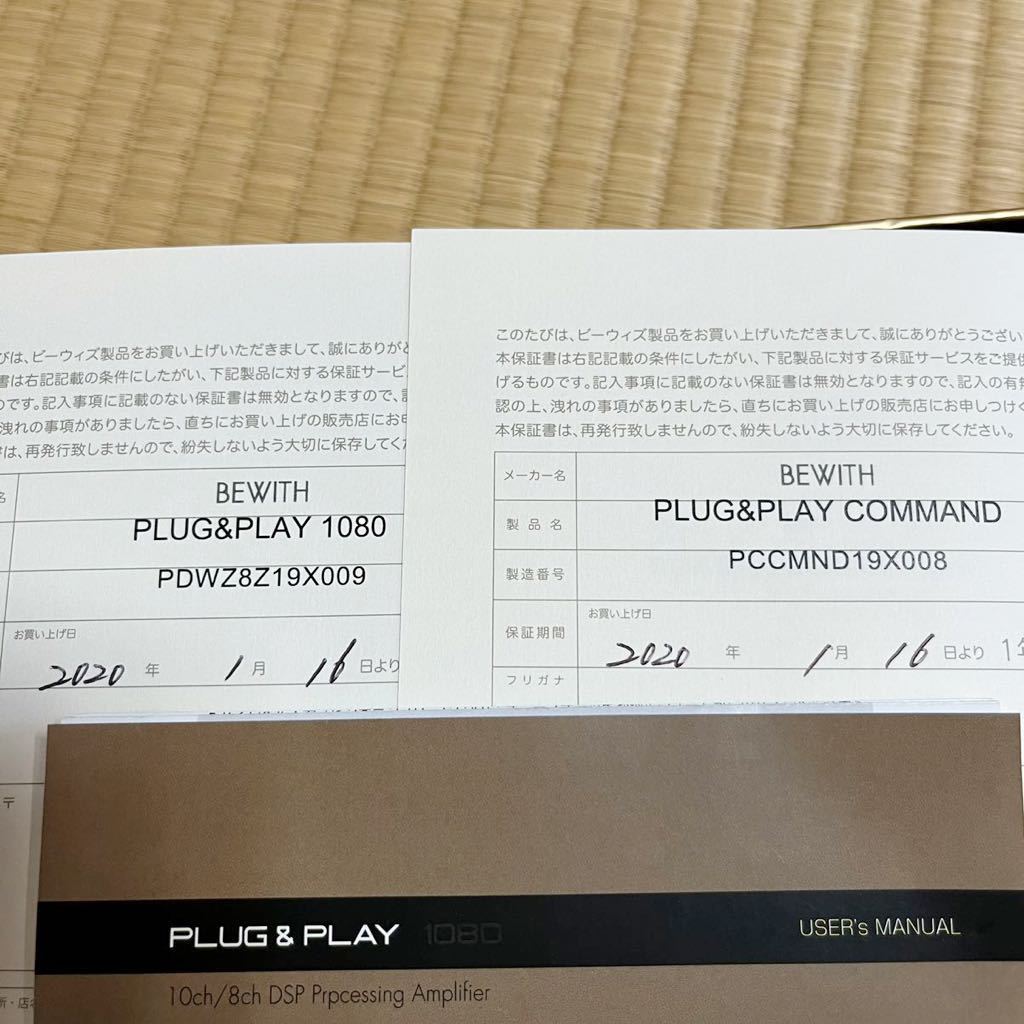 びは、ビーウィズ製品をお買い上げいただきまして、誠にありがと
書は右記記載の条件にしたがい、下記製品に対する保証サービ
のです。記入事項に記載のない保証書は無効となりますので、
洩れの事項がありましたら、直ちにお買い上げの販売店にお申
は、再発行致しませんので、紛失しないよう大切に保存してくだ
名
BEWITH
PLUG&PLAY 1080
PDWZ8Z19X009
お買い上げ日
2020 年 1 月 16 日より
〒
所・店名
このたびは、ビーウィズ製品をお買い上げいただきまして、誠にありがとうござい
本保証書は右記記載の条件にしたがい、下記製品に対する保証サービスをご提供
げるものです。記入事項に記載のない保証書は無効となりますので、記入の有無
認の上、洩れの事項がありましたら、直ちにお買い上げの販売店にお申しつけく
本保証書は、再発行致しませんので、紛失しないよう大切に保存してください。
メーカー名 BEWITH
製品名 PLUG&PLAY COMMAND
製造番号 PCCMND19X008
保証期間 お買い上げ日
2020 年 1 月 16 日より 1年
フリガナ
PLUG & PLAY 1080
USER's MANUAL
10ch/8ch DSP Prpcessing Amplifier